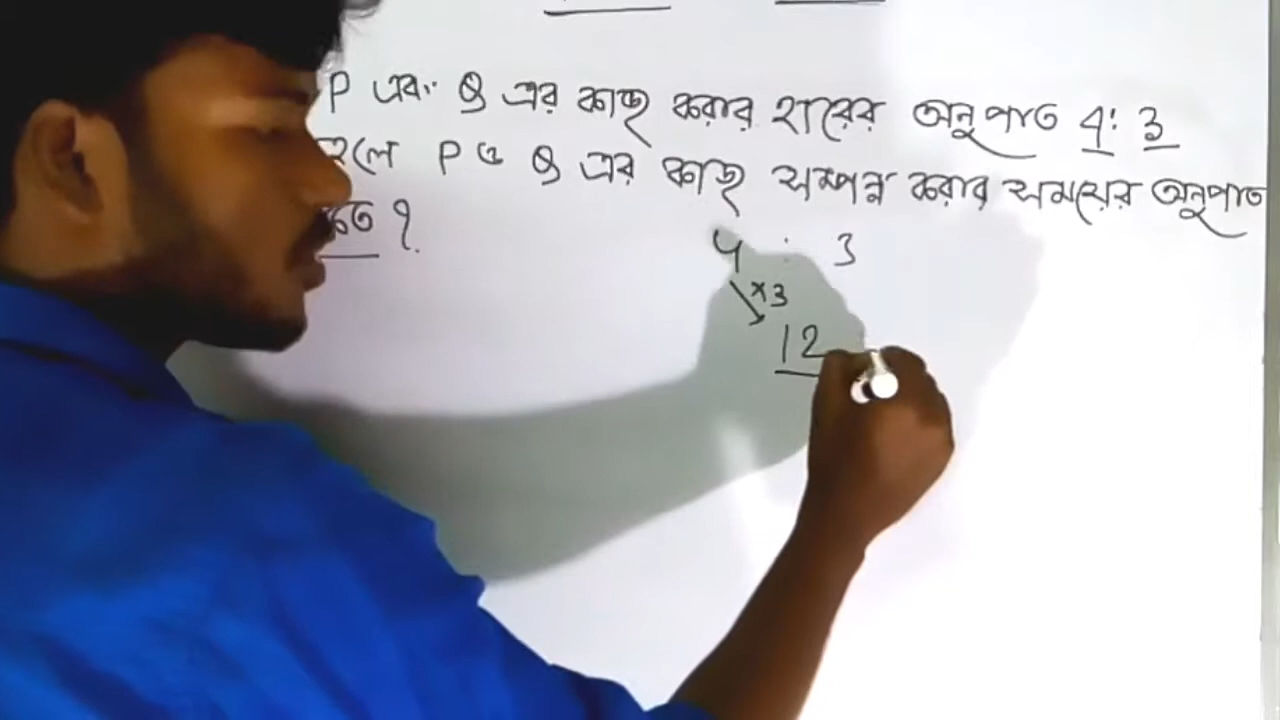 P এবং Q এর কাজ করার হারের অনুপাত 4: 3
হলে P ও Q এর কাজ সম্পন্ন করার সময়ের অনুপাত
কত ?
4 : 3
×3
12